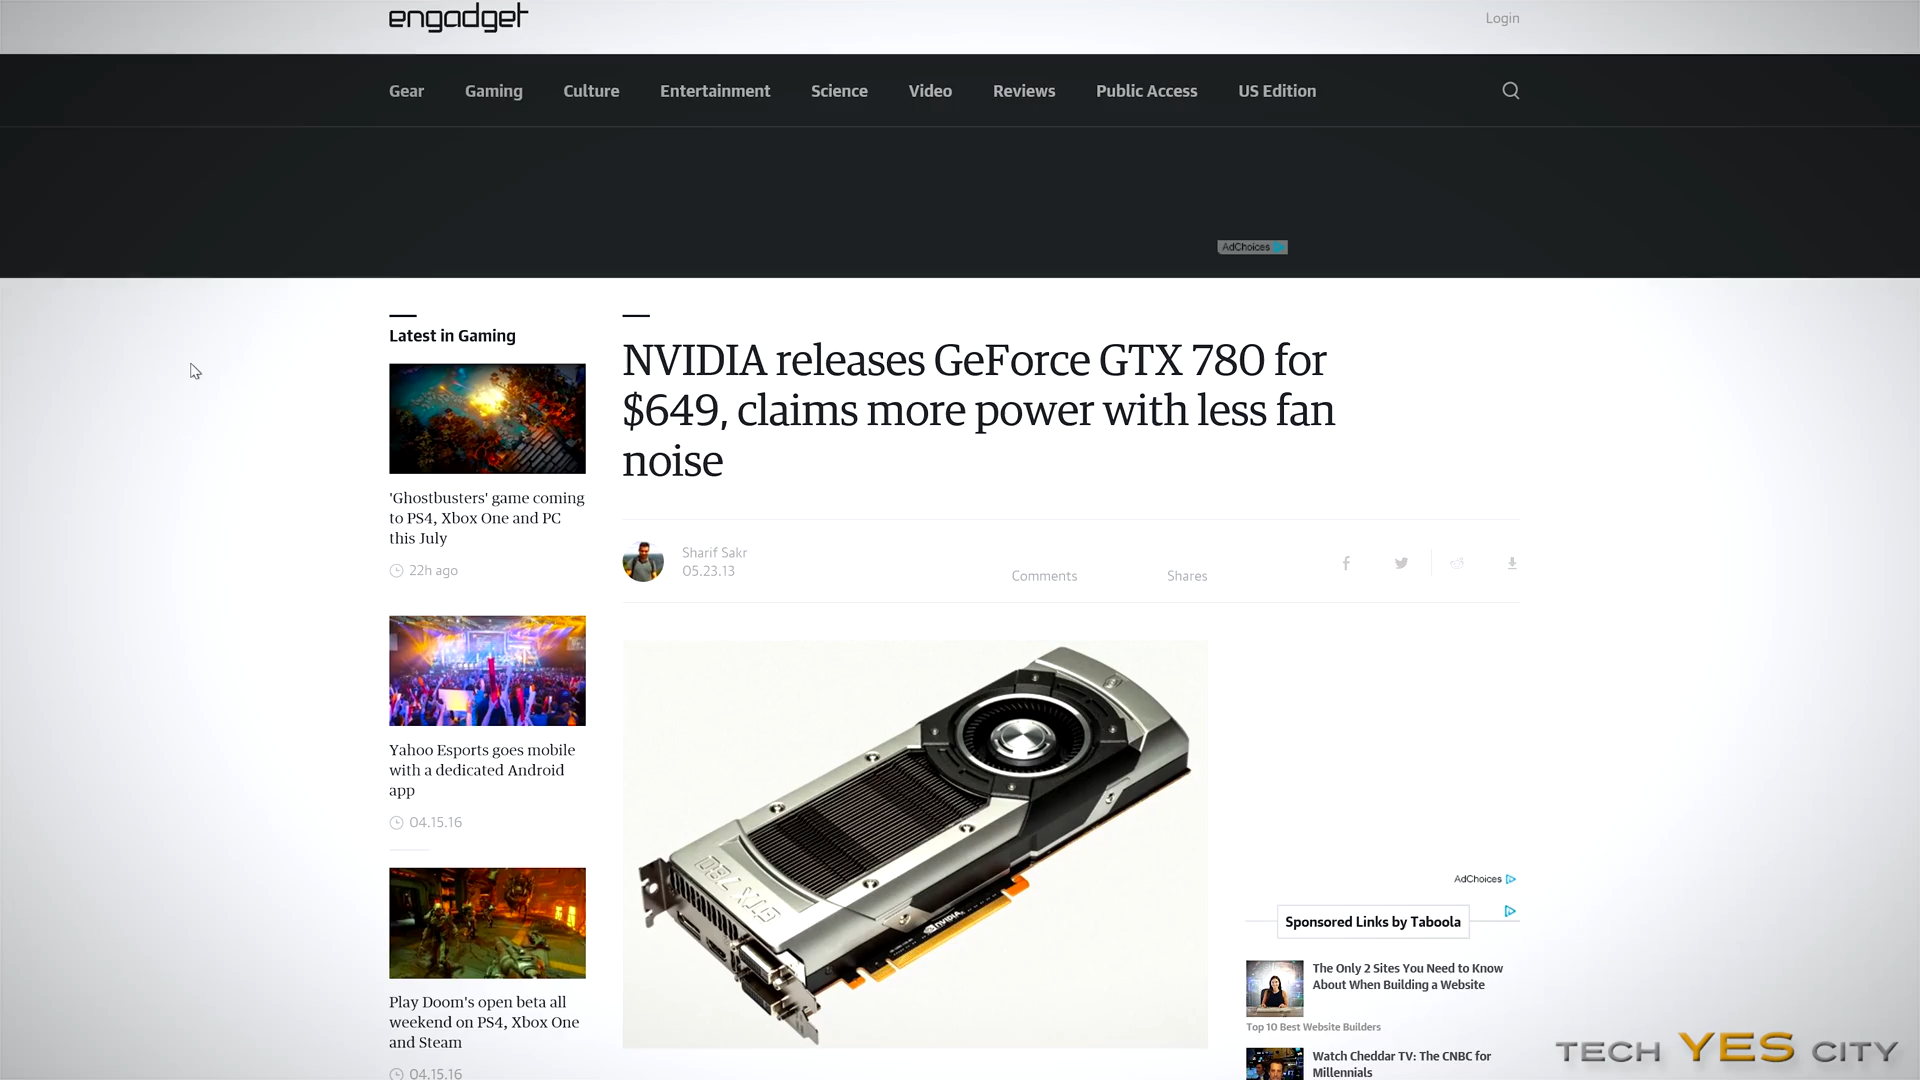 engadget
Login
Gear Gaming Culture Entertainment Science Video Reviews Public Access US Edition
AdChoices
Latest in Gaming
'Ghostbusters' game coming
to PS4, Xbox One and PC
this July
22h ago
Yahoo Esports goes mobile
with a dedicated Android
app
04.15.16
Play Doom's open beta all
weekend on PS4, Xbox One
and Steam
04.15.16
NVIDIA releases GeForce GTX 780 for
$649, claims more power with less fan
noise
Sharif Sakr
05.23.13
Comments
Shares
GTX 780
NVIDIA
AdChoices
Sponsored Links by Taboola
The Only 2 Sites You Need to Know
About When Building a Website
Top 10 Best Website Builders
Watch Cheddar TV: The CNBC for
Millennials
TECH YES CITY